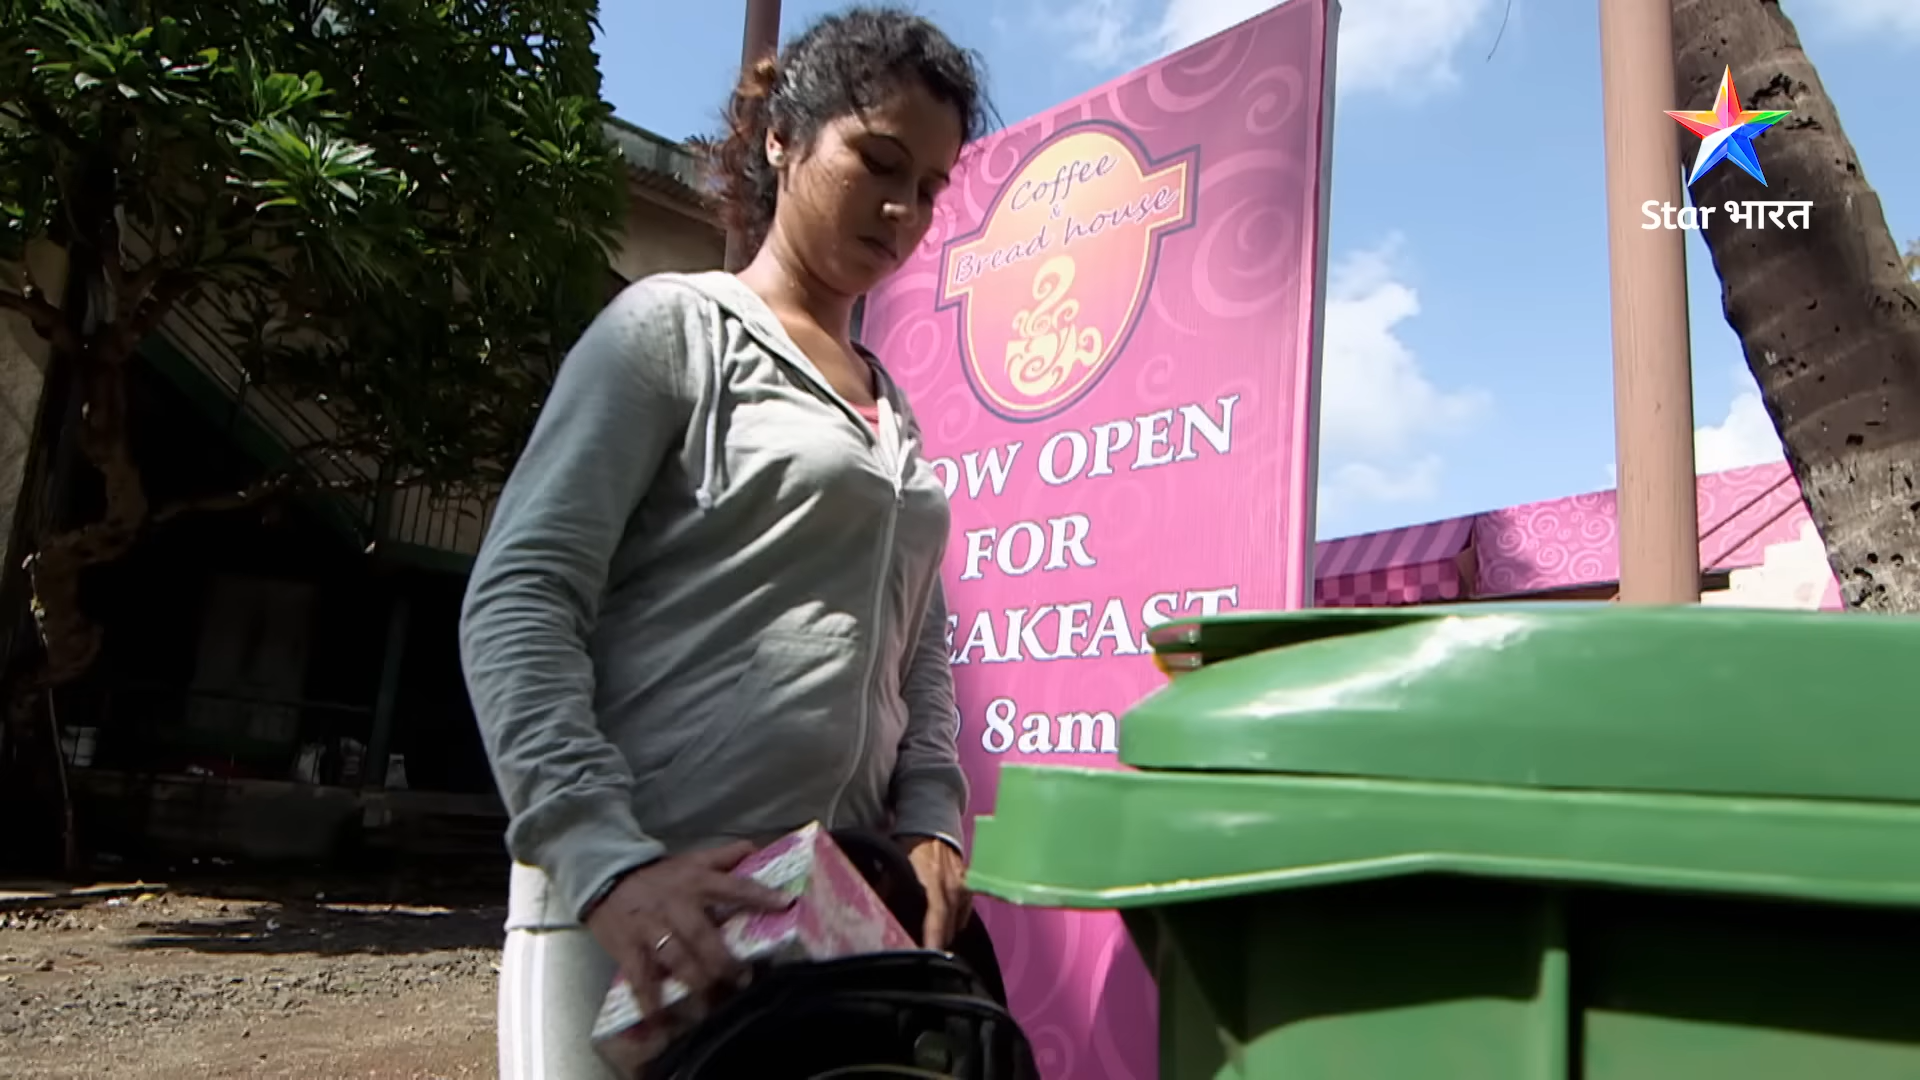 Coffee
&
Bread house
OW OPEN
FOR
EAKFAST
8am
Star भारत